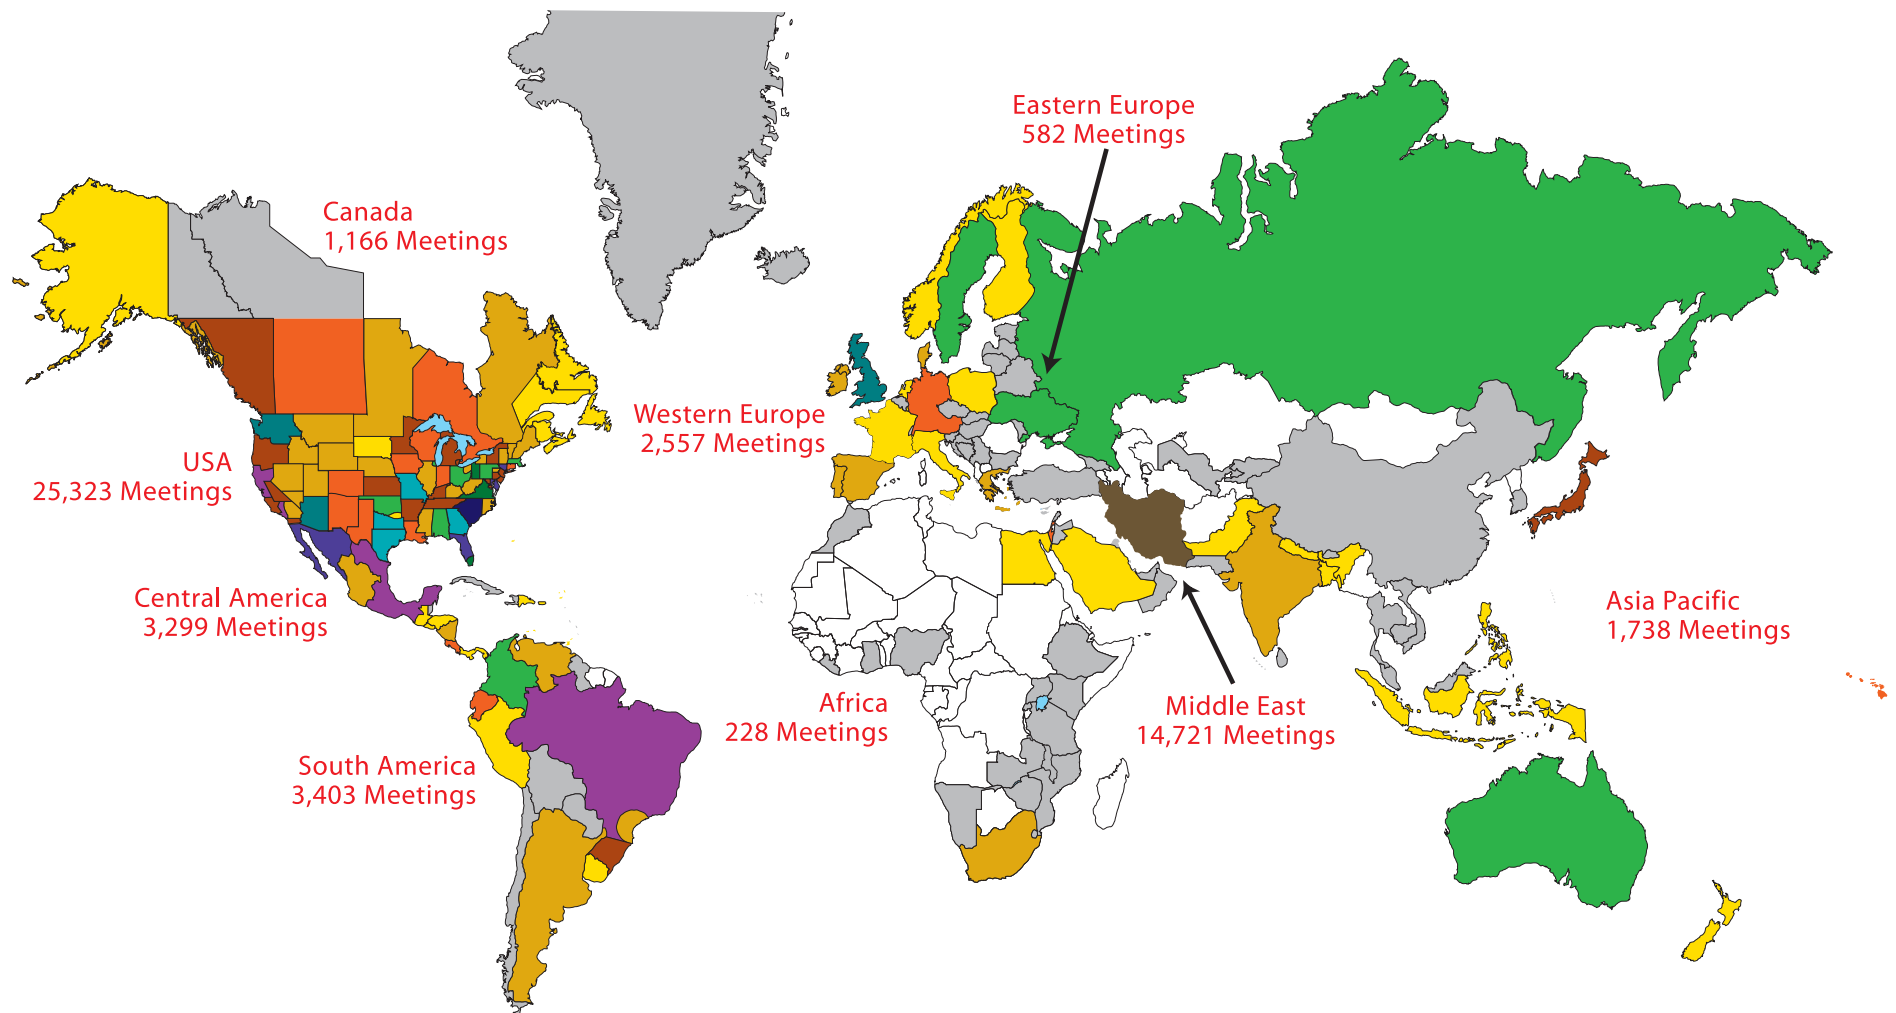 Eastern Europe
582 Meetings
Canada
1,166 Meetings
Western Europe
2,557 Meetings
USA
25,323 Meetings
Central America
3,299 Meetings
Asia Pacific
1,738 Meetings
Africa
228 Meetings
Middle East
14,721 Meetings
South America
3,403 Meetings